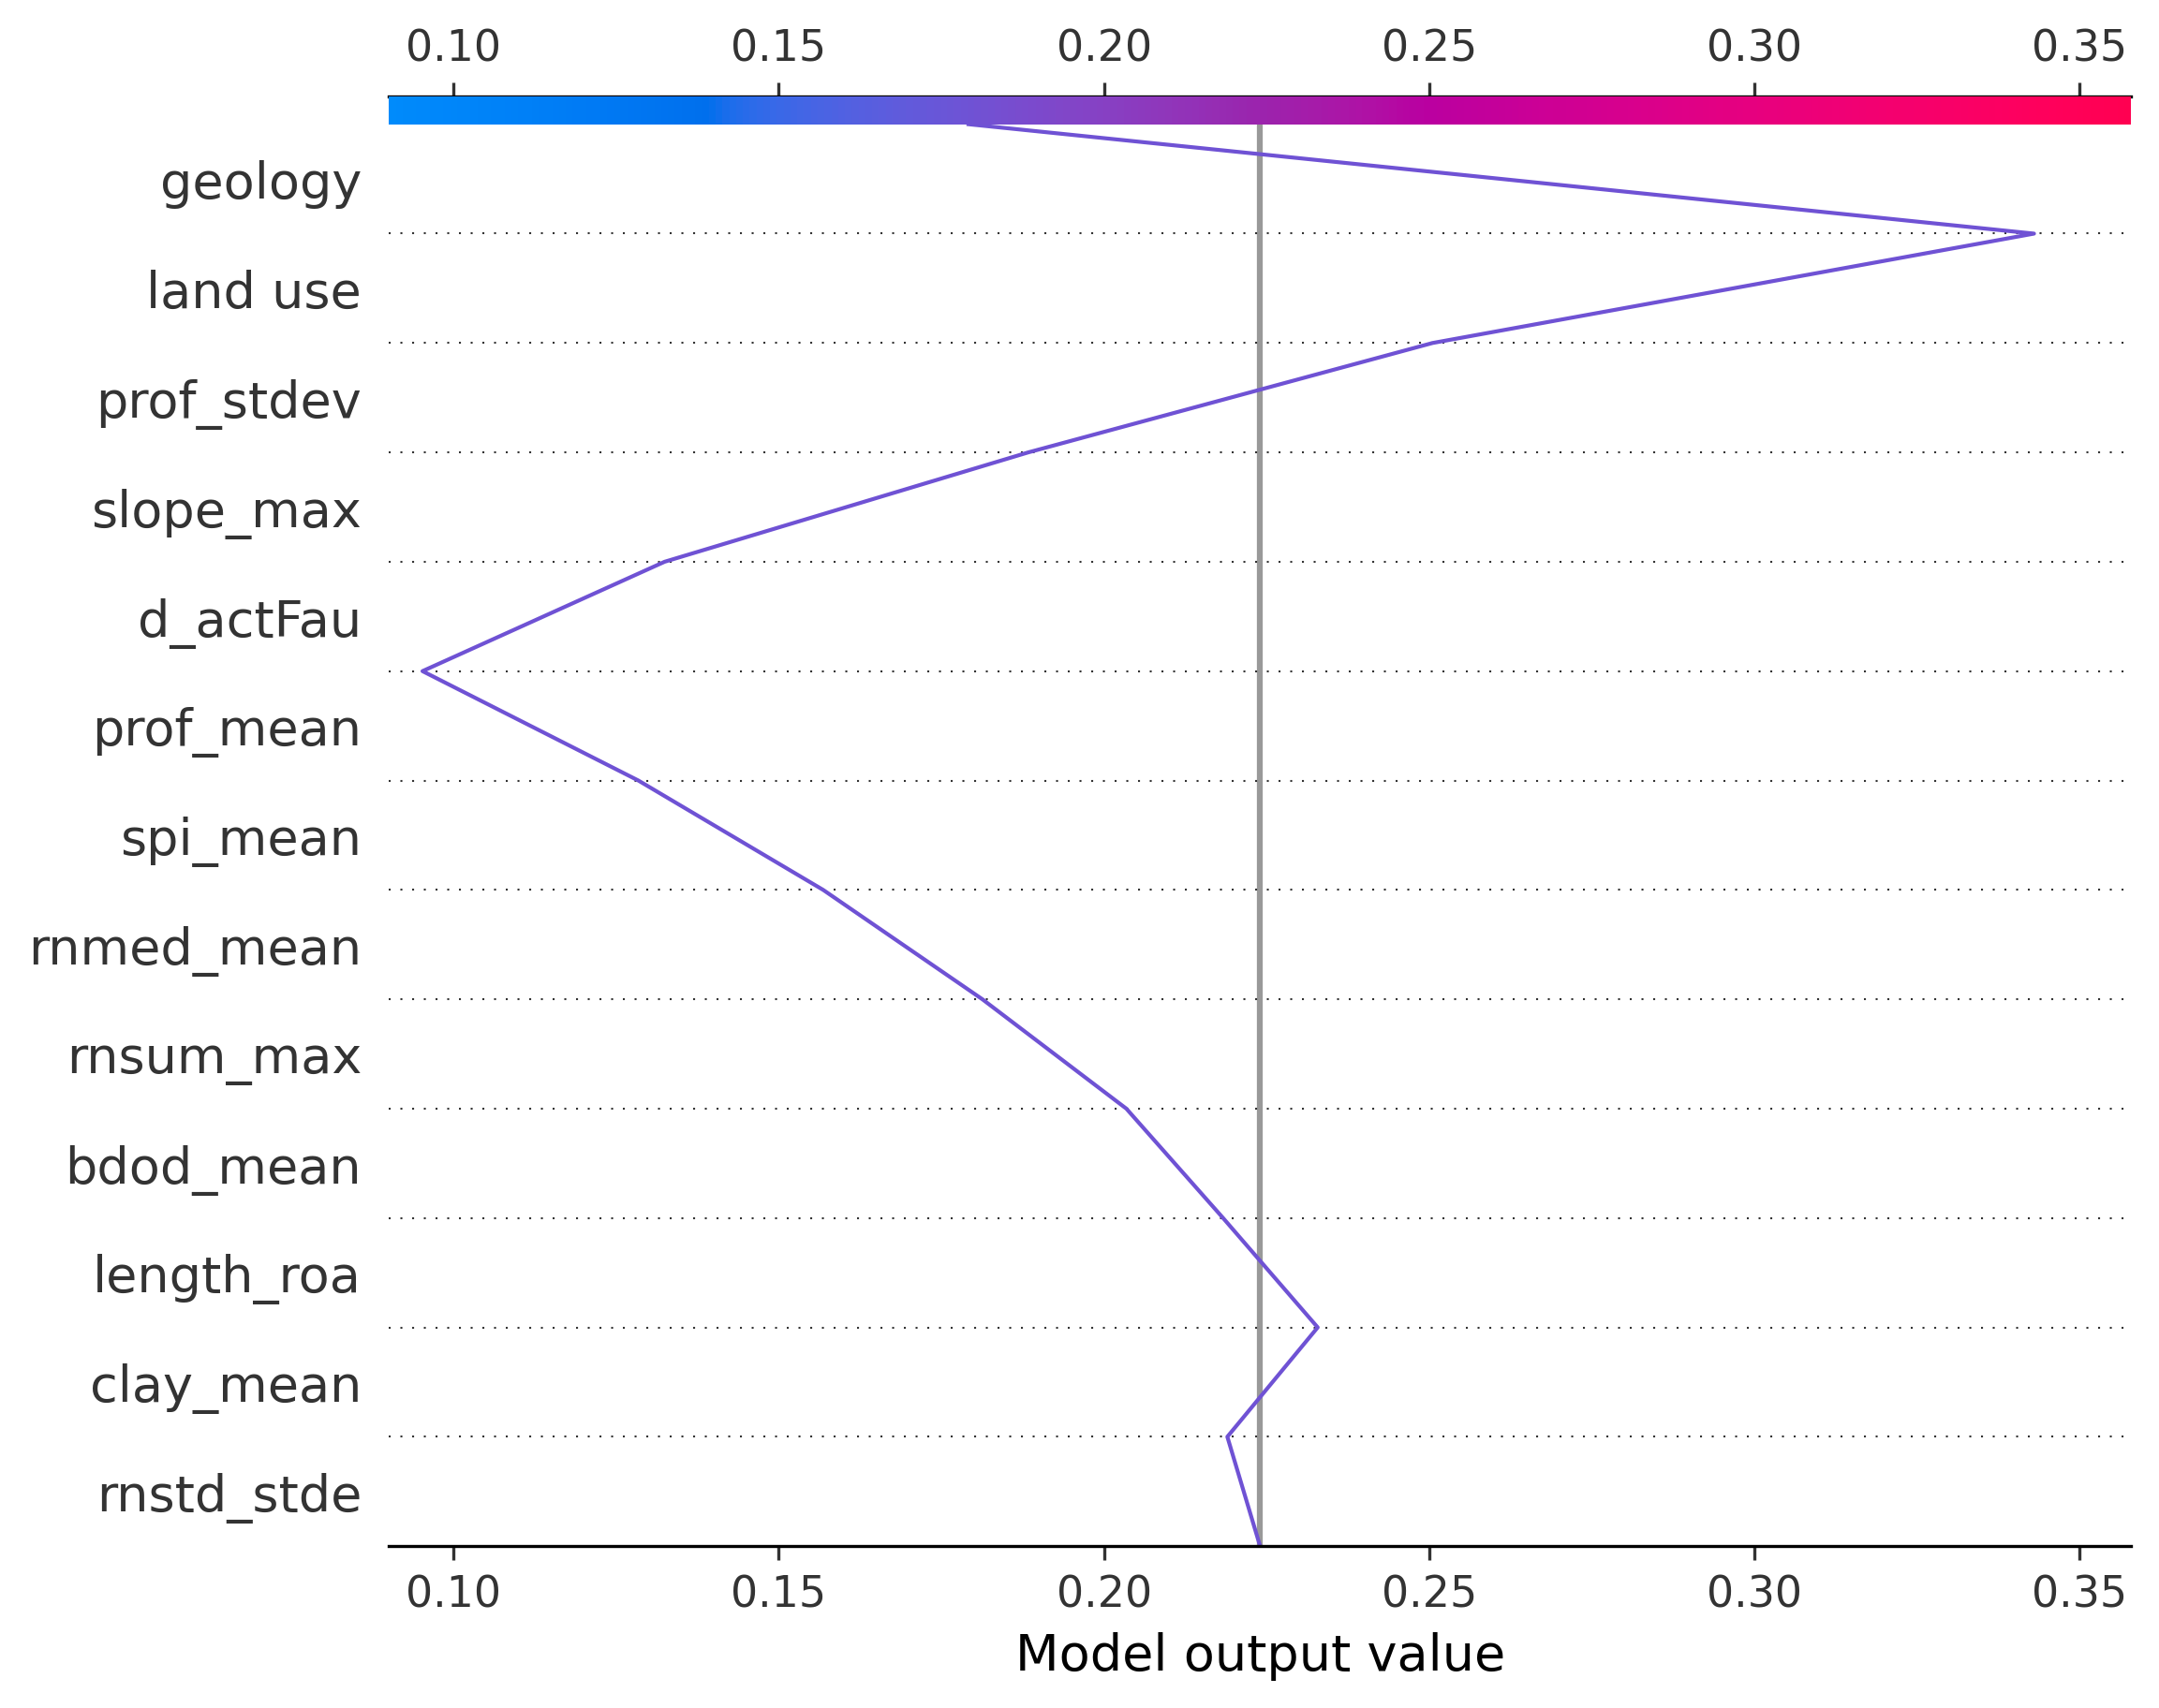 0.10 0.15 0.20 0.25 0.30 0.35
geology
land use
prof_stdev
slope_max
d_actFau
prof_mean
spi_mean
rnmed_mean
rnsum_max
bdod_mean
length_roa
clay_mean
rnstd_stde
0.10 0.15 0.20 0.25 0.30 0.35
Model output value